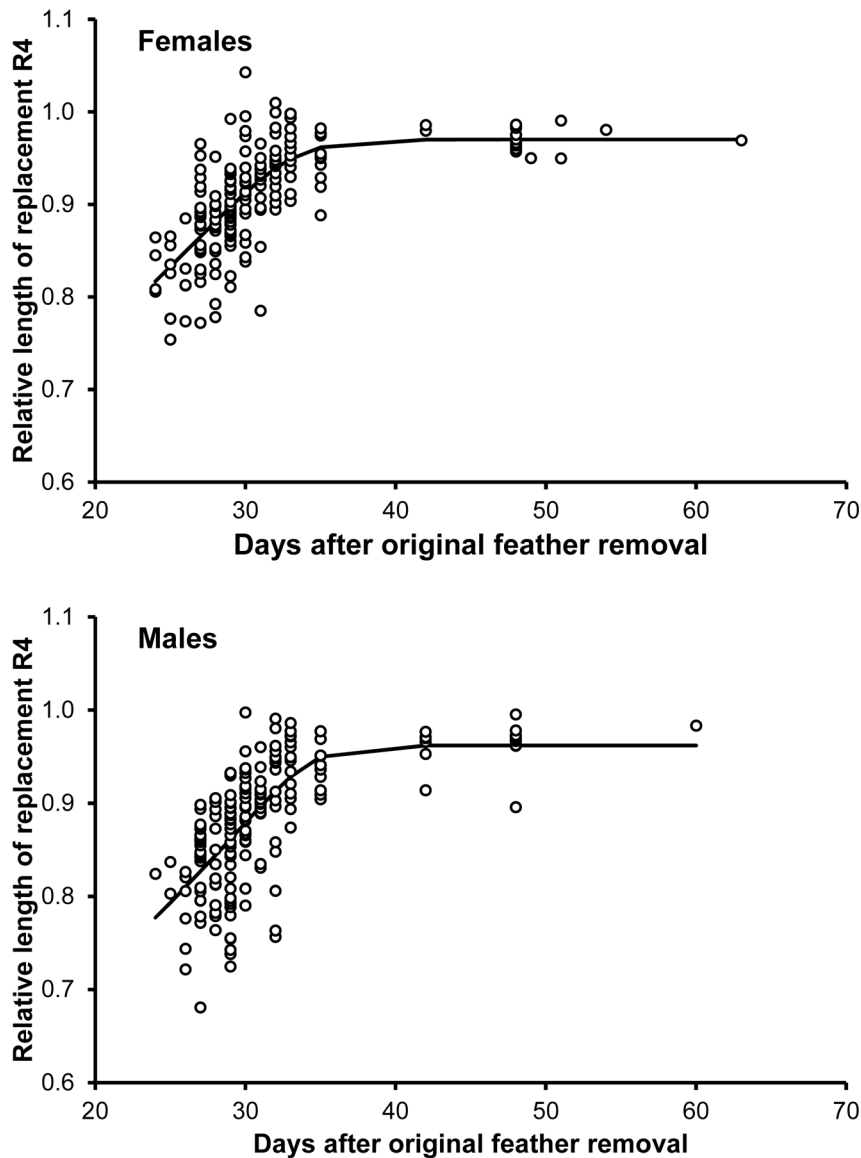 Females
Relative length of replacement R4
1.1
1.0
0.9
0.8
0.7
0.6
20 30 40 50 60 70
Days after original feather removal
Males
Relative length of replacement R4
1.1
1.0
0.9
0.8
0.7
0.6
20 30 40 50 60 70
Days after original feather removal